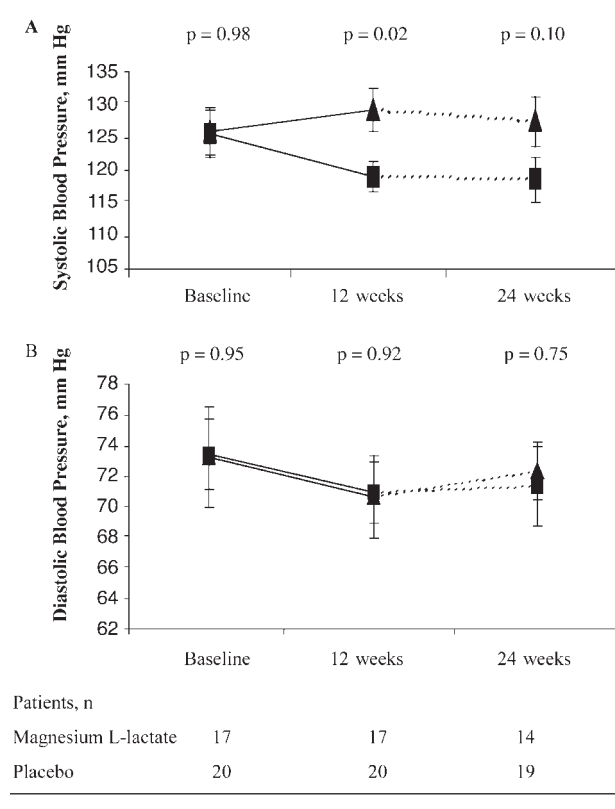 A
p = 0.98 p = 0.02 p = 0.10
Systolic Blood Pressure, mm Hg
135
130
125
120
115
110
105
Baseline 12 weeks 24 weeks
B
p = 0.95 p = 0.92 p = 0.75
Diastolic Blood Pressure, mm Hg
78
76
74
72
70
68
66
64
62
Baseline 12 weeks 24 weeks
Patients, n
Magnesium L-lactate 17 17 14
Placebo 20 20 19